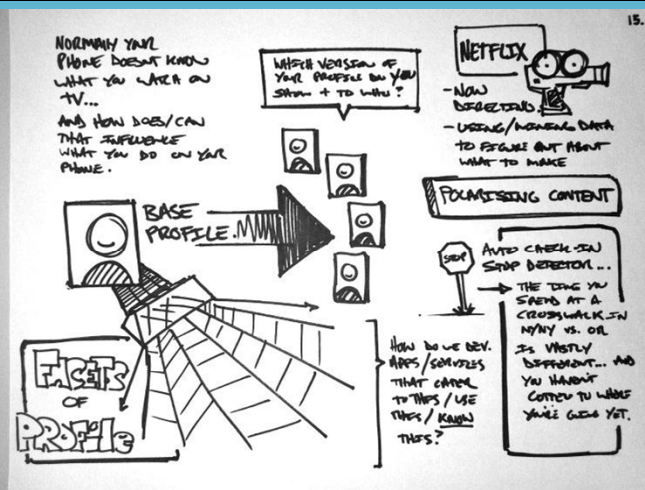 15.
NORMALLY YOUR
PHONE DOESNT KNOW
WHAT YOU WATCH ON
TV...
AND HOW DOES/CAN
THAT INFLUENCE
WHAT YOU DO ON YOUR
PHONE.
WHICH VERSION OF
YOUR PROFILE DO YOU
SHOW + TO WHO?
NETFLIX
- NOW
DIRECTING.
- USING/MINING DATA
TO FIGURE OUT ABOUT
WHAT TO MAKE
POLARISING CONTENT
BASE
PROFILE.
STOP
AUTO CHECK-IN
STOP DETECTOR...
THE TIME YOU
SPEND AT A
CROSSWALK IN
NY/NY VS. OR
IS VASTLY
DIFFERENT... AND
YOU HAVENT
GOTTEN TO WHERE
YOU'RE GOING YET.
HOW DO WE DEV.
APPS/SERVICES
THAT CATER
TO THIS/USE
THIS/KNOW
THIS?
FACETS
OF
PROFILE